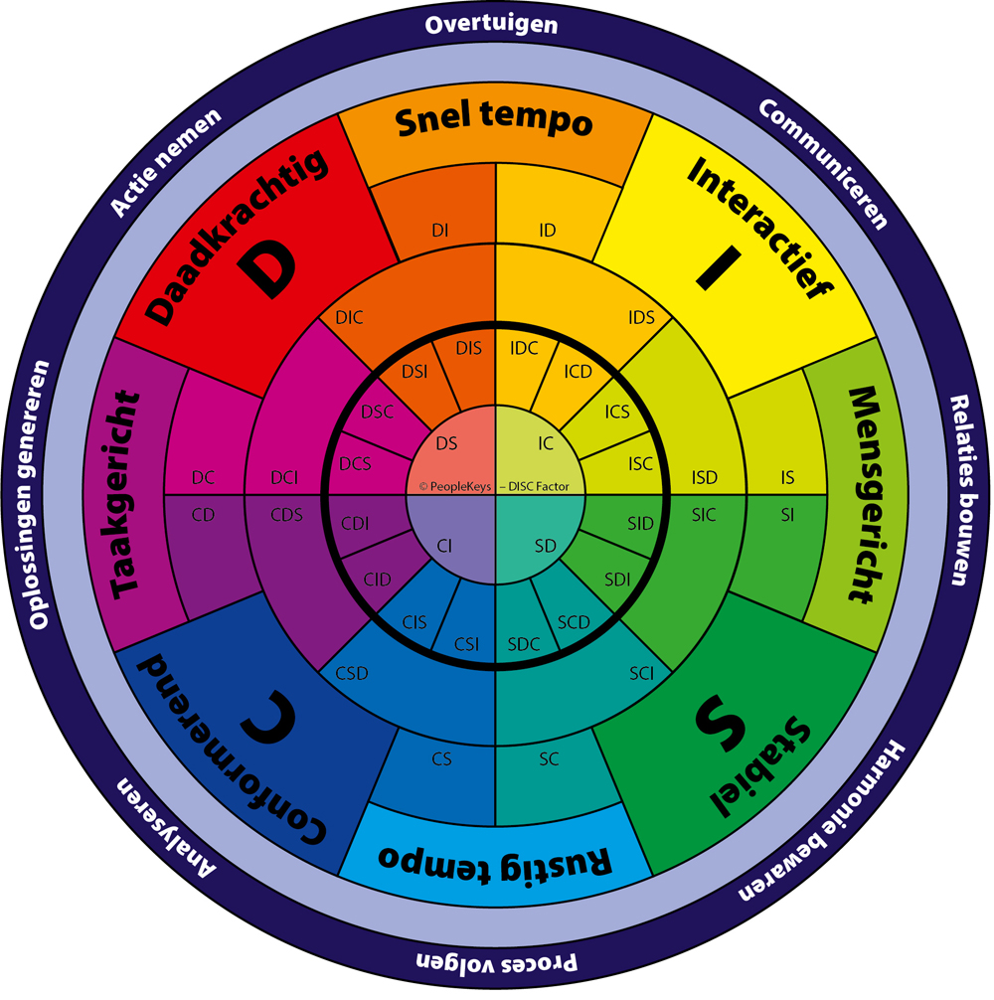 Overtuigen
Communiceren
Relaties bouwen
Harmonie bewaren
Proces volgen
Analyseren
Oplossingen genereren
Actie nemen
Snel tempo
Interactief
I
Mensgericht
Stabiel
S
Rustig tempo
Conformerend
C
Taakgericht
Daadkrachtig
D
DI
ID
DIC
IDS
DIS
IDC
DSI
ICD
DSC
ICS
DS
IC
DCS
ISC
DC
DCI
ISD
IS
© PeopleKeys – DISC Factor
CD
CDS
SIC
SI
CDI
SID
CI
SD
CID
SDI
CIS
SCD
CSI
SDC
CSD
SCI
CS
SC